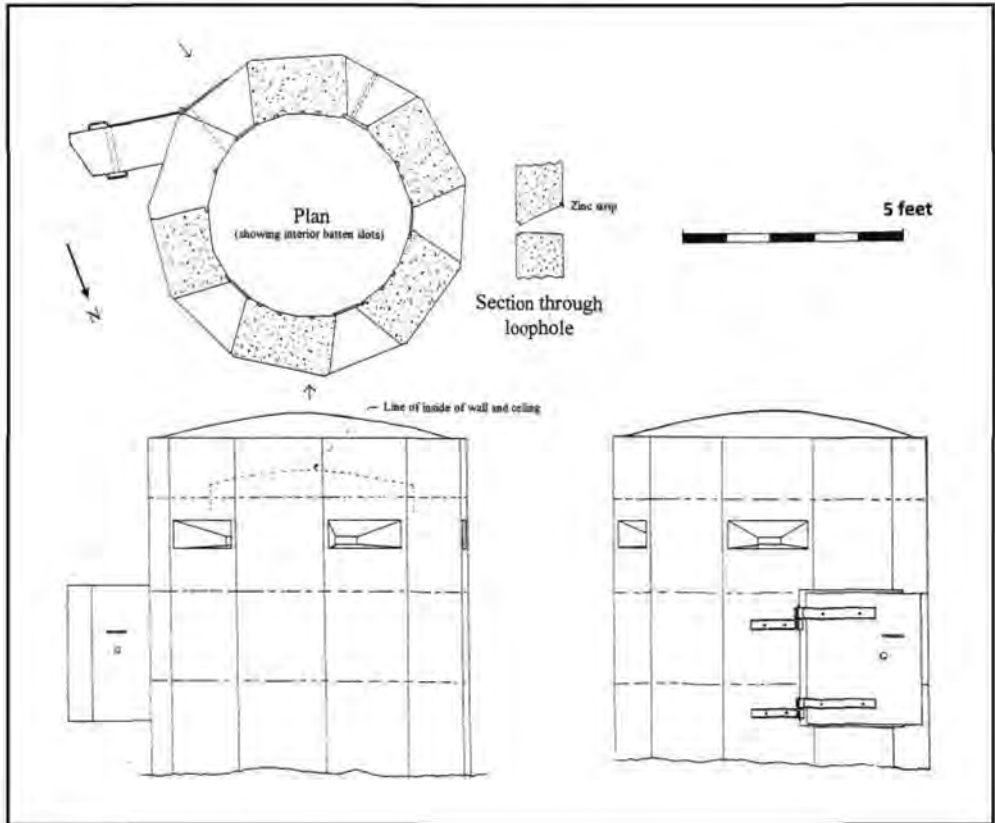 Plan
(showing interior batten slots)
Zinc strip
5 feet
Section through
loophole
N
Line of inside of wall and ceiling